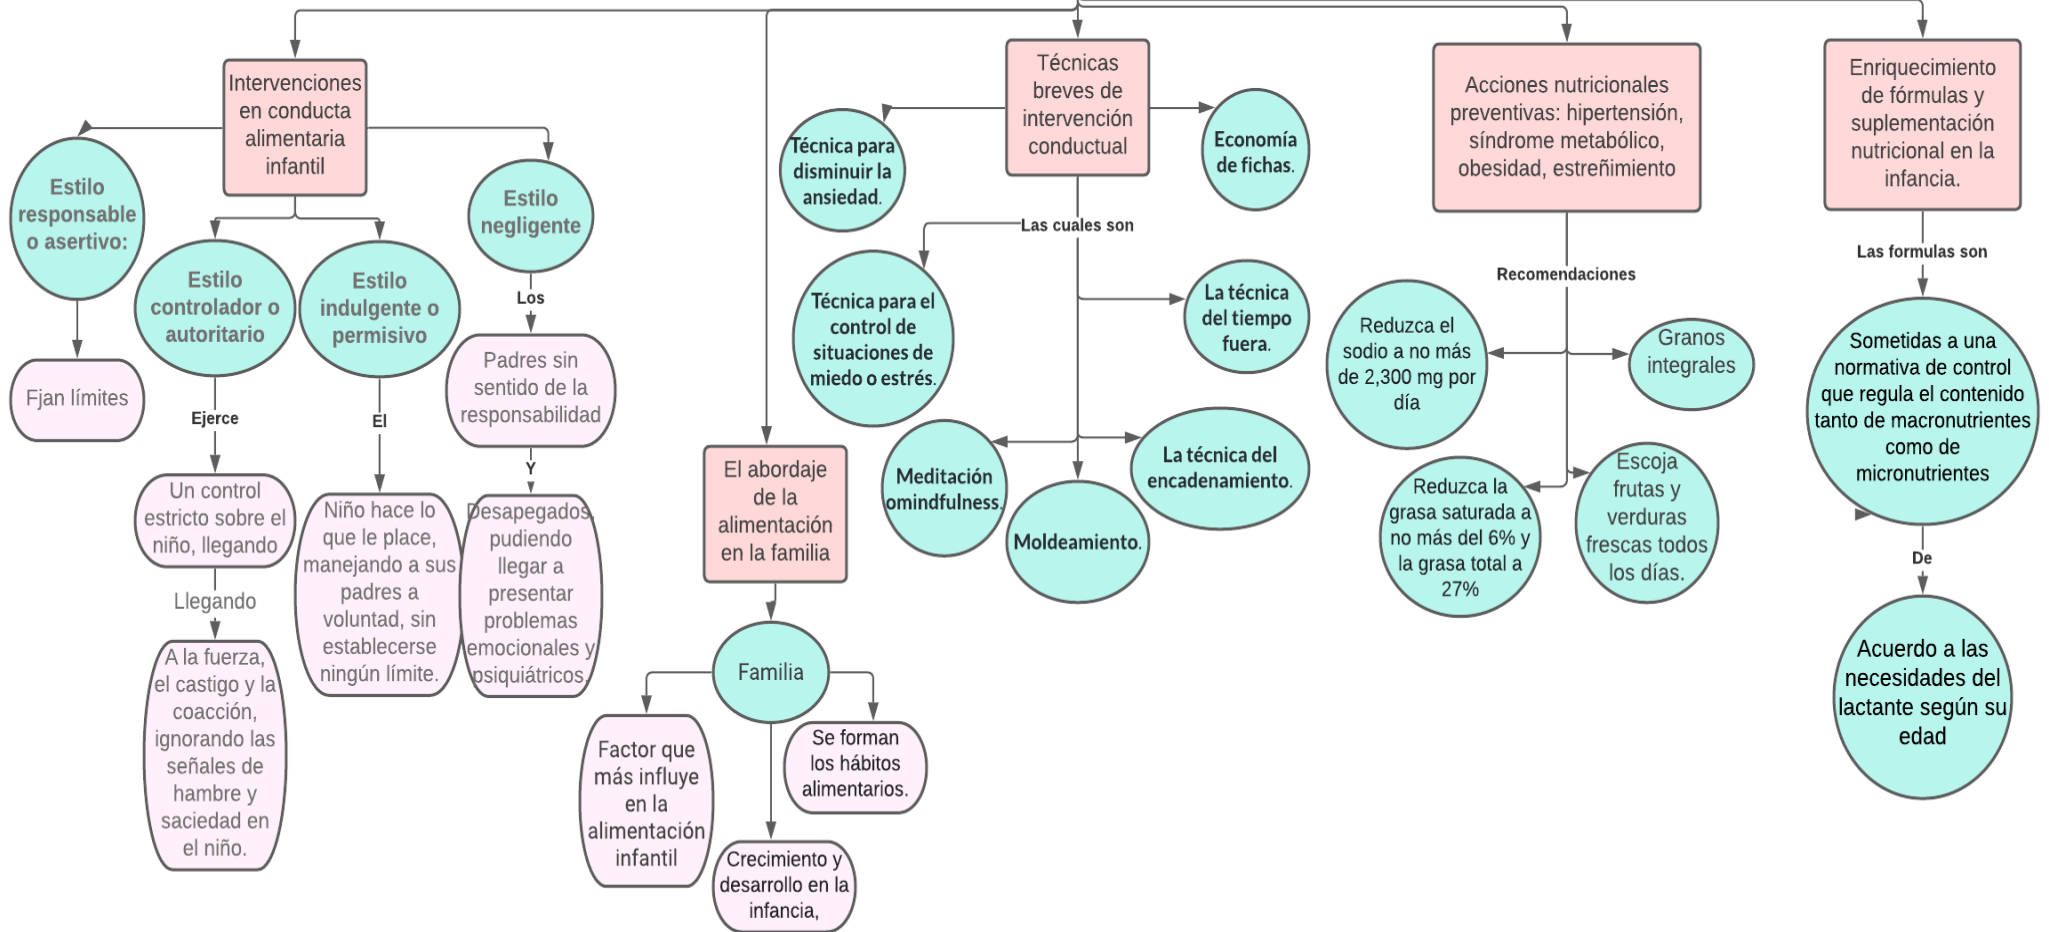 Intervenciones
en conducta
alimentaria
infantil
Estilo
responsable
o asertivo:
Fjan límites
Estilo
controlador o
autoritario
Ejerce
Un control
estricto sobre el
niño, llegando
Llegando
A la fuerza,
el castigo y la
coacción,
ignorando las
señales de
hambre y
saciedad en
el niño.
Estilo
indulgente o
permisivo
El
Niño hace lo
que le place,
manejando a sus
padres a
voluntad, sin
establecerse
ningún límite.
Estilo
negligente
Los
Padres sin
sentido de la
responsabilidad
Y
Desapegados,
pudiendo
llegar a
presentar
problemas
emocionales y
psiquiátricos.
El abordaje
de la
alimentación
en la familia
Familia
Factor que
más influye
en la
alimentación
infantil
Crecimiento y
desarrollo en la
infancia,
Se forman
los hábitos
alimentarios.
Técnicas
breves de
intervención
conductual
Técnica para
disminuir la
ansiedad.
Economía
de fichas.
Las cuales son
Técnica para el
control de
situaciones de
miedo o estrés.
La técnica
del tiempo
fuera.
Meditación
omindfulness.
Moldeamiento.
La técnica del
encadenamiento.
Acciones nutricionales
preventivas: hipertensión,
síndrome metabólico,
obesidad, estreñimiento
Recomendaciones
Reduzca el
sodio a no más
de 2,300 mg por
día
Granos
integrales
Reduzca la
grasa saturada a
no más del 6% y
la grasa total a
27%
Escoja
frutas y
verduras
frescas todos
los días.
Enriquecimiento
de fórmulas y
suplementación
nutricional en la
infancia.
Las formulas son
Sometidas a una
normativa de control
que regula el contenido
tanto de macronutrientes
como de
micronutrientes
De
Acuerdo a las
necesidades del
lactante según su
edad